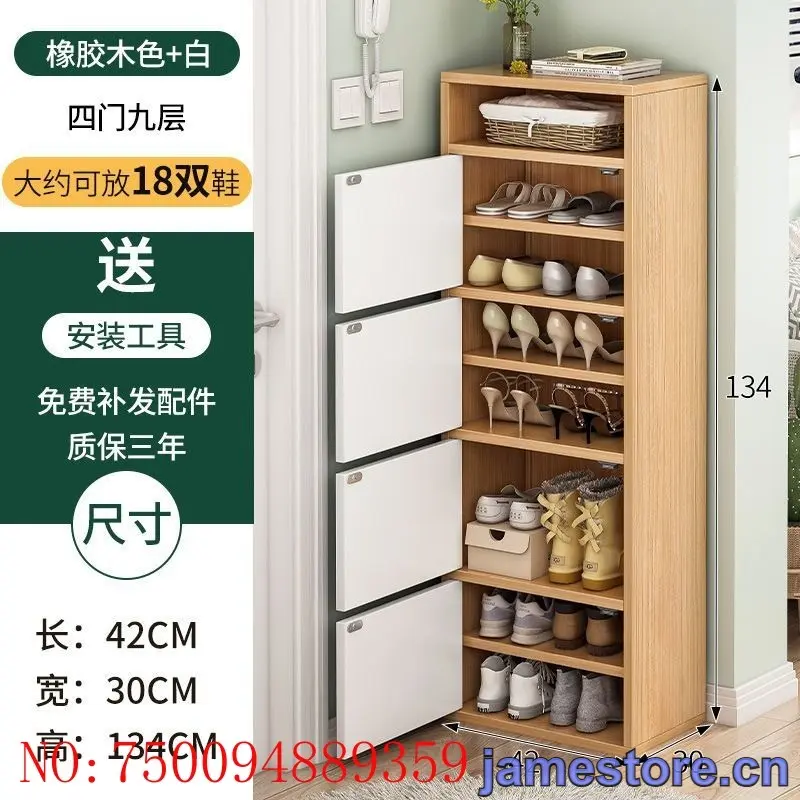 橡胶木色+白
四门九层
大约可放18双鞋
送
安装工具
免费补发配件
质保三年
尺寸
长：42CM
宽：30CM
高：134CM
134
42
30
NO:750094889359
jamestore.cn